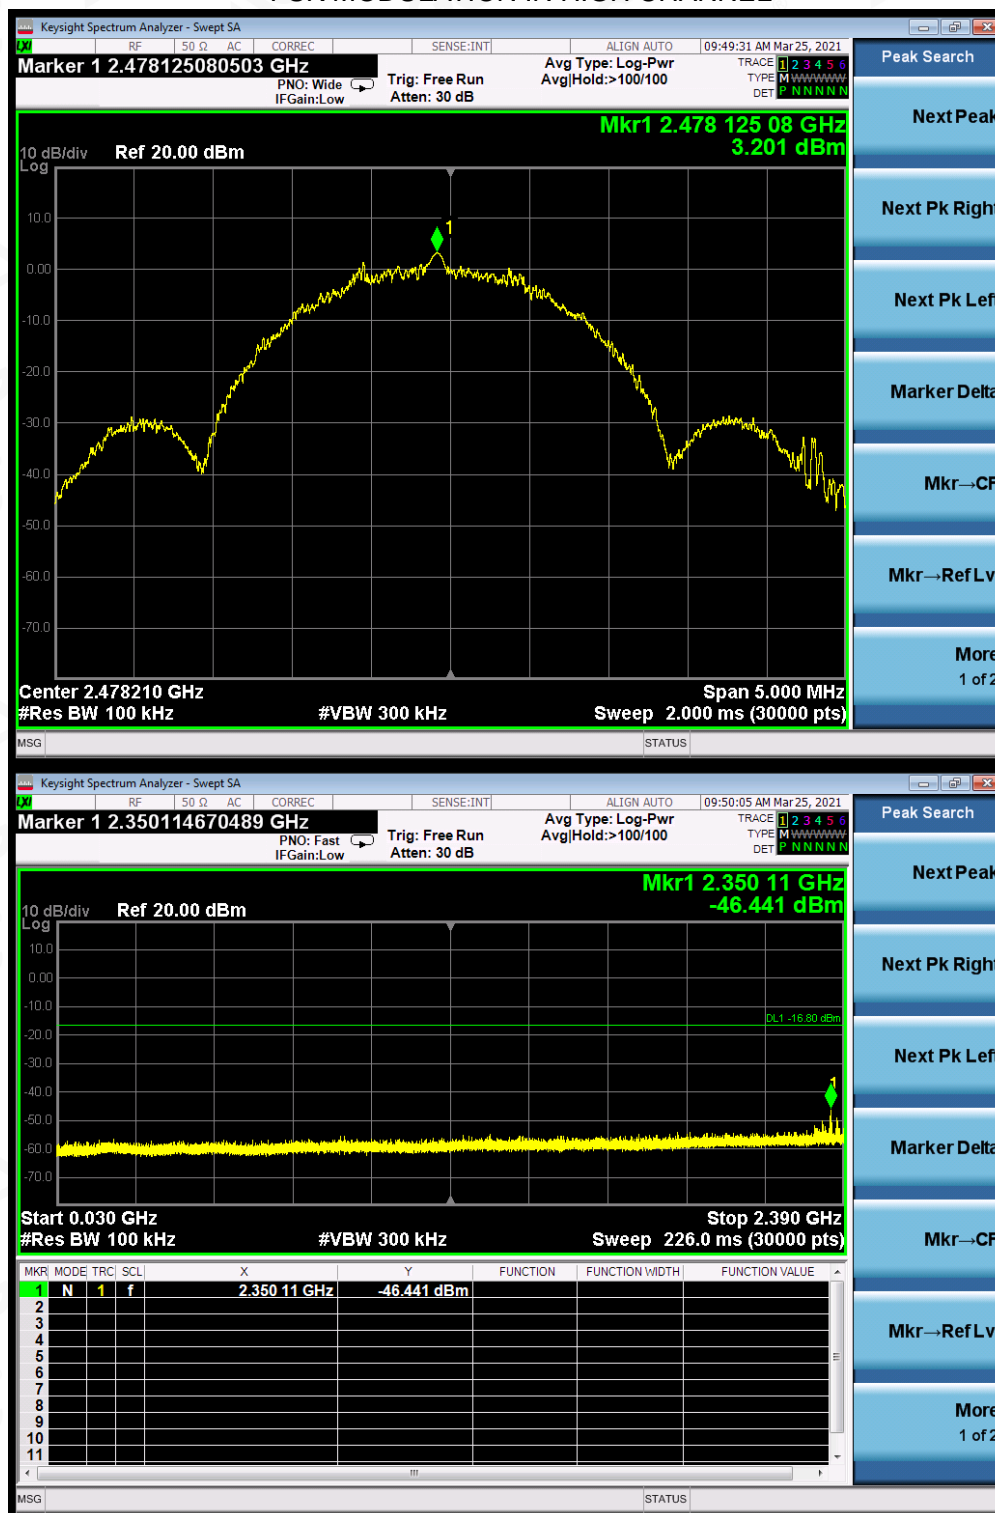 FOR MODULATION IN HIGH CHANNEL
Keysight Spectrum Analyzer - Swept SA
LXI RF 50 Ω AC CORREC SENSE:INT ALIGN AUTO 09:49:31 AM Mar 25, 2021
Marker 1 2.478125080503 GHz
PNO: Wide
IFGain:Low
Trig: Free Run
Atten: 30 dB
Avg Type: Log-Pwr
Avg|Hold:>100/100
TRACE 1 2 3 4 5 6
TYPE M WWWWW
DET P N N N N N
Mkr1 2.478 125 08 GHz
3.201 dBm
10 dB/div Ref 20.00 dBm
Log
10.0
0.00
-10.0
-20.0
-30.0
-40.0
-50.0
-60.0
-70.0
1
Center 2.478210 GHz Span 5.000 MHz
#Res BW 100 kHz #VBW 300 kHz Sweep 2.000 ms (30000 pts)
MSG STATUS
Peak Search
Next Peak
Next Pk Right
Next Pk Left
Marker Delta
Mkr→CF
Mkr→Ref Lv
More
1 of 2
Keysight Spectrum Analyzer - Swept SA
LXI RF 50 Ω AC CORREC SENSE:INT ALIGN AUTO 09:50:05 AM Mar 25, 2021
Marker 1 2.350114670489 GHz
PNO: Fast
IFGain:Low
Trig: Free Run
Atten: 30 dB
Avg Type: Log-Pwr
Avg|Hold:>100/100
TRACE 1 2 3 4 5 6
TYPE M WWWWW
DET P N N N N N
Mkr1 2.350 11 GHz
-46.441 dBm
10 dB/div Ref 20.00 dBm
Log
10.0
0.00
-10.0
-20.0
-30.0
-40.0
-50.0
-60.0
-70.0
DL1 -16.80 dBm
1
Start 0.030 GHz Stop 2.390 GHz
#Res BW 100 kHz #VBW 300 kHz Sweep 226.0 ms (30000 pts)
MKR MODE TRC SCL X Y FUNCTION FUNCTION WIDTH FUNCTION VALUE
1 N 1 f 2.350 11 GHz -46.441 dBm
2
3
4
5
6
7
8
9
10
11
MSG STATUS
Peak Search
Next Peak
Next Pk Right
Next Pk Left
Marker Delta
Mkr→CF
Mkr→Ref Lv
More
1 of 2